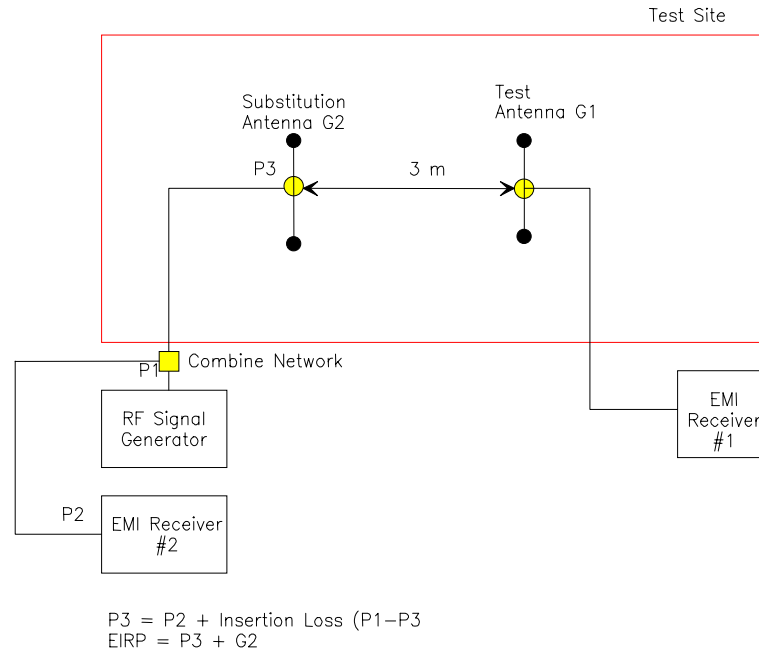 Test Site
Substitution
Antenna G2
Test
Antenna G1
P3
3 m
P1
Combine Network
RF Signal
Generator
EMI
Receiver
#1
P2
EMI Receiver
#2
P3 = P2 + Insertion Loss (P1-P3
EIRP = P3 + G2